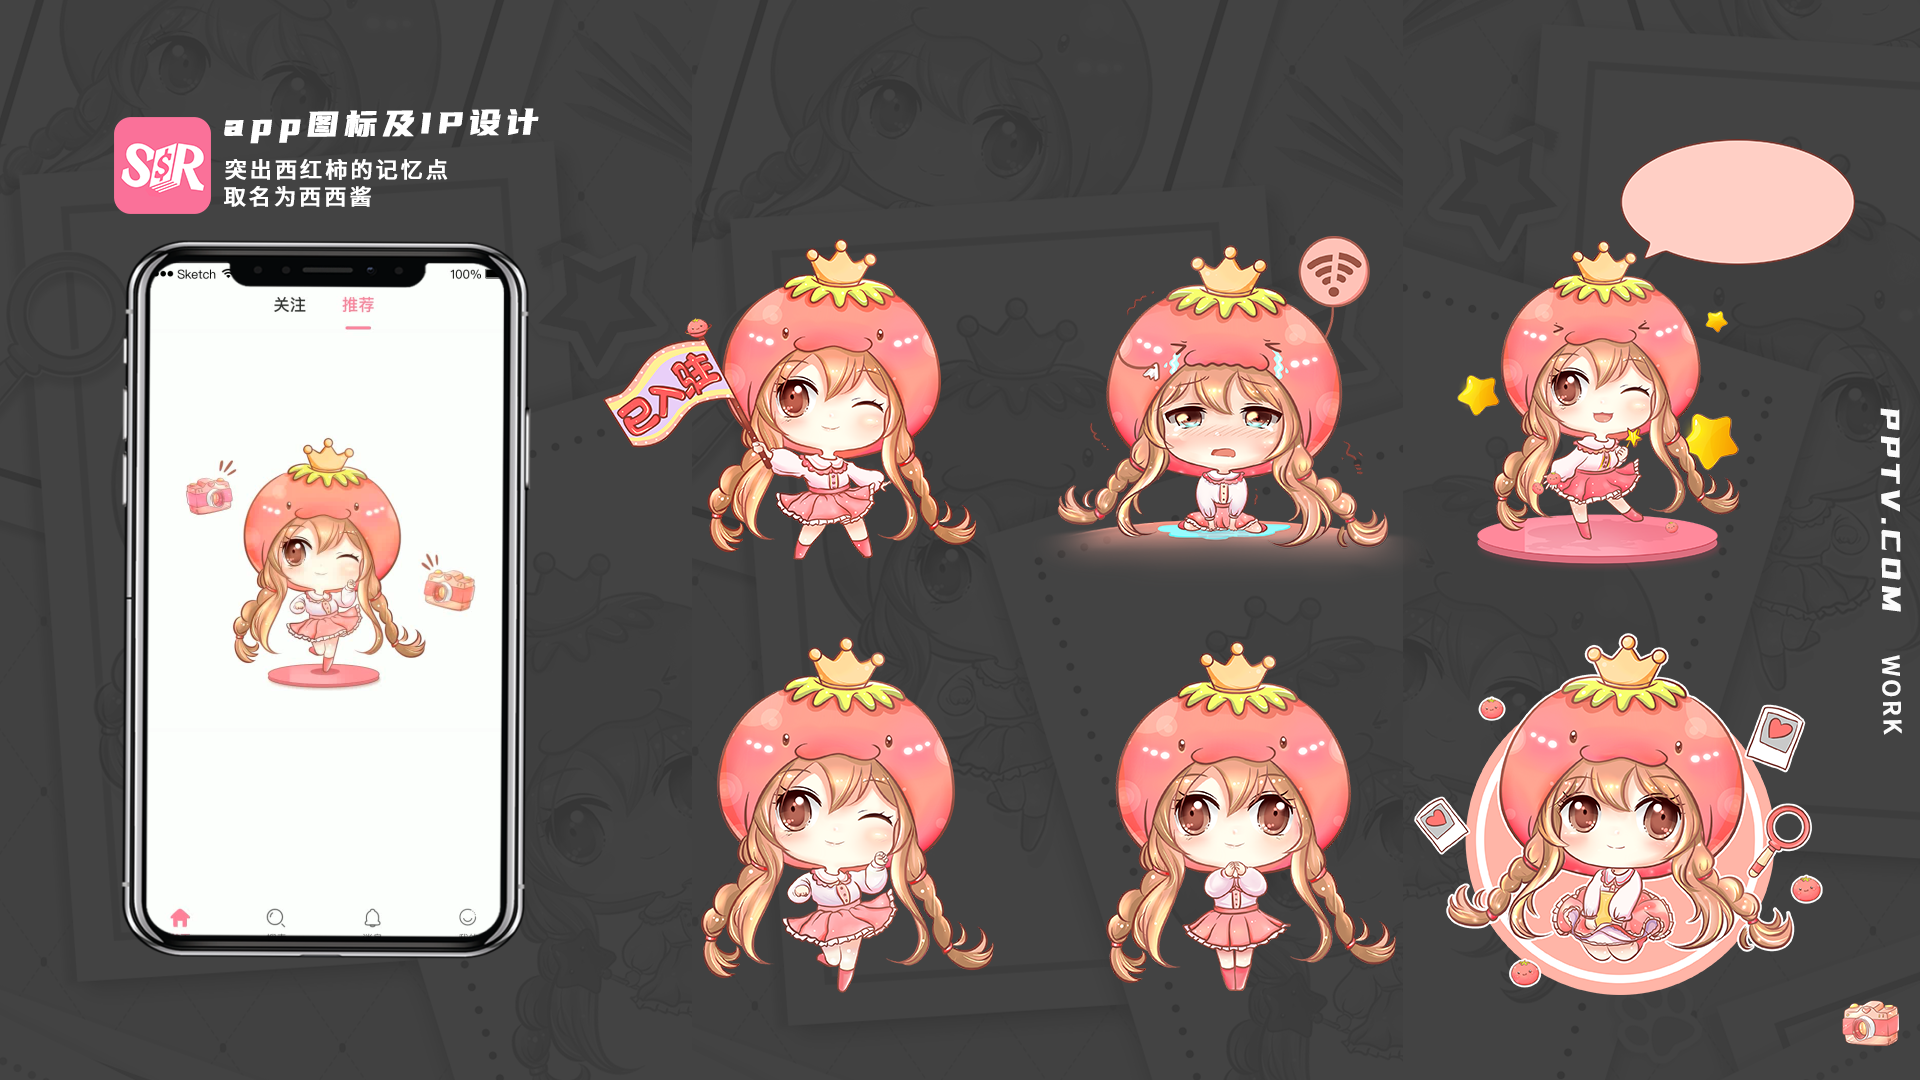 SSR
app图标及IP设计
突出西红柿的记忆点
取名为西西酱
Sketch
100%
关注
推荐
已入驻
PPTV.COM
WORK